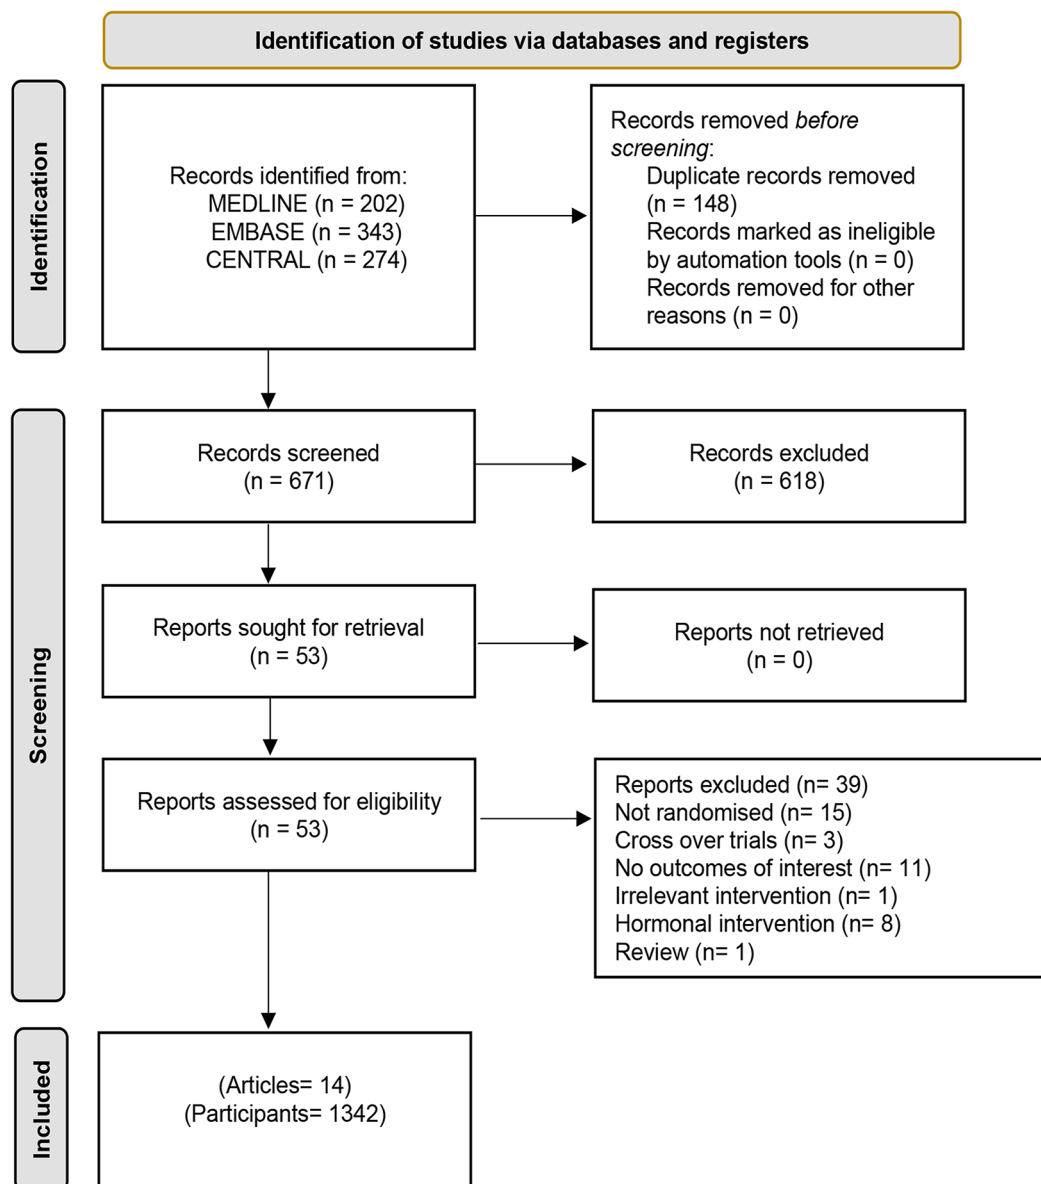 Identification of studies via databases and registers
Identification
Records identified from:
MEDLINE (n = 202)
EMBASE (n = 343)
CENTRAL (n = 274)
Records removed before
screening:
Duplicate records removed
(n = 148)
Records marked as ineligible
by automation tools (n = 0)
Records removed for other
reasons (n = 0)
Screening
Records screened
(n = 671)
Records excluded
(n = 618)
Reports sought for retrieval
(n = 53)
Reports not retrieved
(n = 0)
Reports assessed for eligibility
(n = 53)
Reports excluded (n= 39)
Not randomised (n= 15)
Cross over trials (n= 3)
No outcomes of interest (n= 11)
Irrelevant intervention (n= 1)
Hormonal intervention (n= 8)
Review (n= 1)
Included
(Articles= 14)
(Participants= 1342)